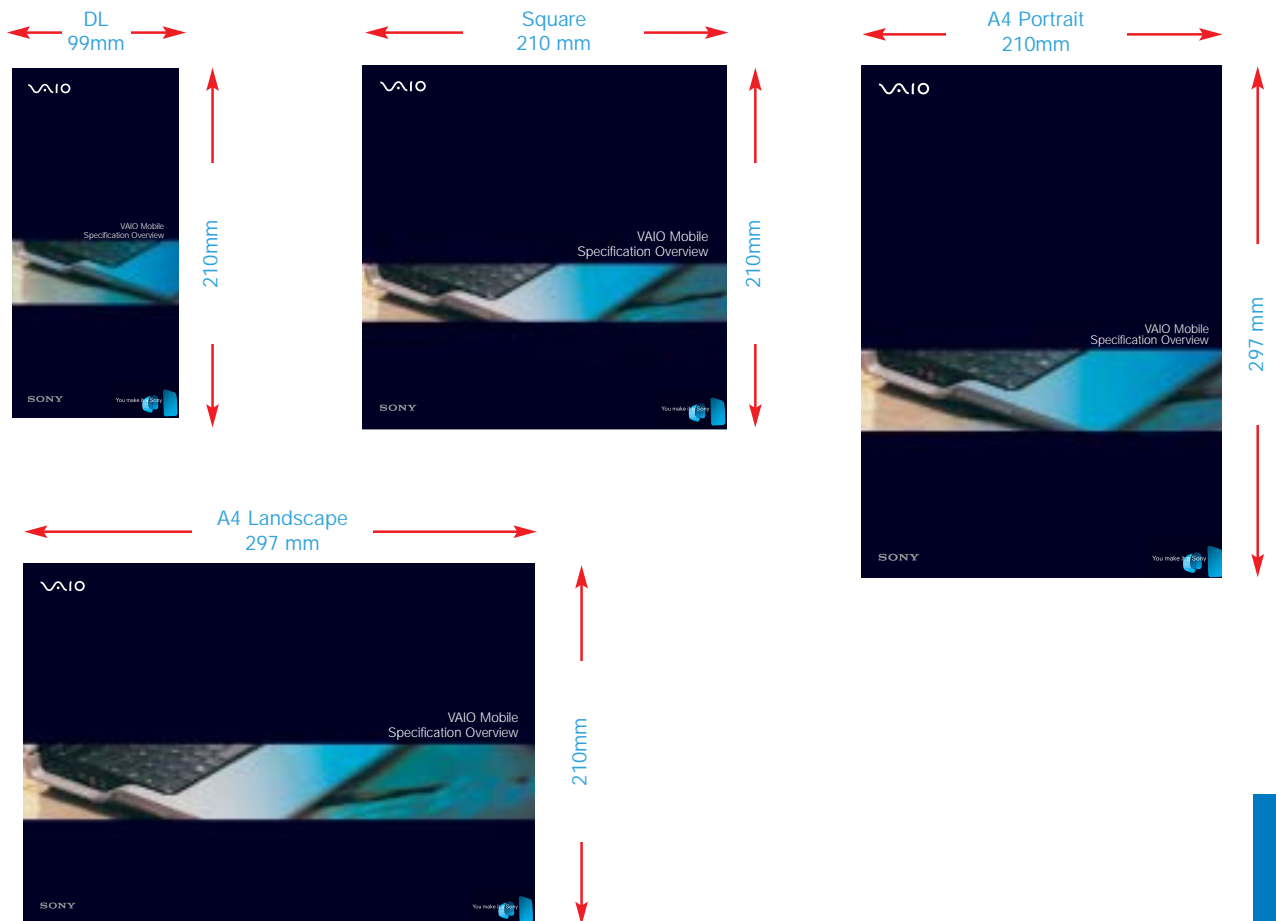 DL
99mm
VAIO
VAIO Mobile
Specification Overview
SONY
You make it a Sony
210mm
Square
210 mm
VAIO
VAIO Mobile
Specification Overview
SONY
You make it a Sony
210mm
A4 Portrait
210mm
VAIO
VAIO Mobile
Specification Overview
SONY
You make it a Sony
297 mm
A4 Landscape
297 mm
VAIO
VAIO Mobile
Specification Overview
SONY
You make it a Sony
210mm